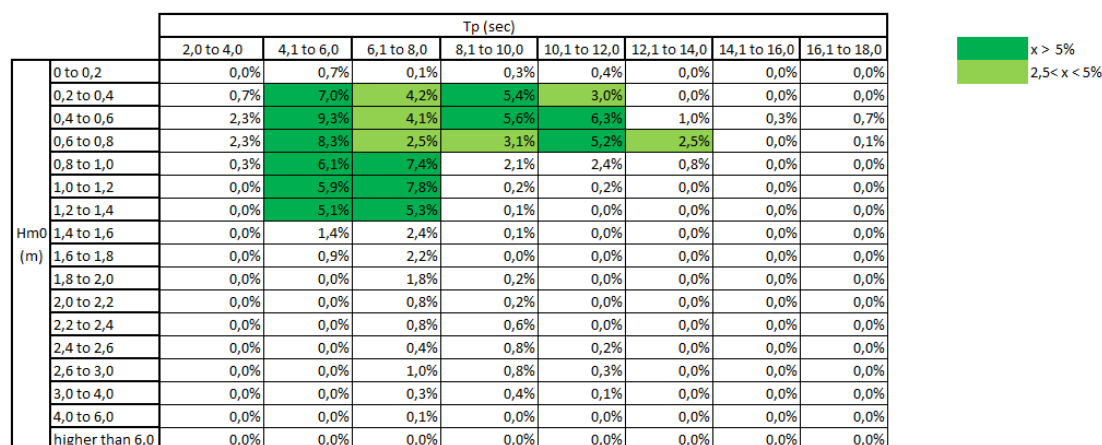 Tp (sec)
2,0 to 4,0 4,1 to 6,0 6,1 to 8,0 8,1 to 10,0 10,1 to 12,0 12,1 to 14,0 14,1 to 16,0 16,1 to 18,0
x > 5%
0 to 0,2 0,0% 0,7% 0,1% 0,3% 0,4% 0,0% 0,0% 0,0%
2,5< x < 5%
0,2 to 0,4 0,7% 7,0% 4,2% 5,4% 3,0% 0,0% 0,0% 0,0%
0,4 to 0,6 2,3% 9,3% 4,1% 5,6% 6,3% 1,0% 0,3% 0,7%
0,6 to 0,8 2,3% 8,3% 2,5% 3,1% 5,2% 2,5% 0,0% 0,1%
0,8 to 1,0 0,3% 6,1% 7,4% 2,1% 2,4% 0,8% 0,0% 0,0%
1,0 to 1,2 0,0% 5,9% 7,8% 0,2% 0,2% 0,0% 0,0% 0,0%
1,2 to 1,4 0,0% 5,1% 5,3% 0,1% 0,0% 0,0% 0,0% 0,0%
Hm0 1,4 to 1,6 0,0% 1,4% 2,4% 0,1% 0,0% 0,0% 0,0% 0,0%
(m) 1,6 to 1,8 0,0% 0,9% 2,2% 0,0% 0,0% 0,0% 0,0% 0,0%
1,8 to 2,0 0,0% 0,0% 1,8% 0,2% 0,0% 0,0% 0,0% 0,0%
2,0 to 2,2 0,0% 0,0% 0,8% 0,2% 0,0% 0,0% 0,0% 0,0%
2,2 to 2,4 0,0% 0,0% 0,8% 0,6% 0,0% 0,0% 0,0% 0,0%
2,4 to 2,6 0,0% 0,0% 0,4% 0,8% 0,2% 0,0% 0,0% 0,0%
2,6 to 3,0 0,0% 0,0% 1,0% 0,8% 0,3% 0,0% 0,0% 0,0%
3,0 to 4,0 0,0% 0,0% 0,3% 0,4% 0,1% 0,0% 0,0% 0,0%
4,0 to 6,0 0,0% 0,0% 0,1% 0,0% 0,0% 0,0% 0,0% 0,0%
higher than 6,0 0,0% 0,0% 0,0% 0,0% 0,0% 0,0% 0,0% 0,0%